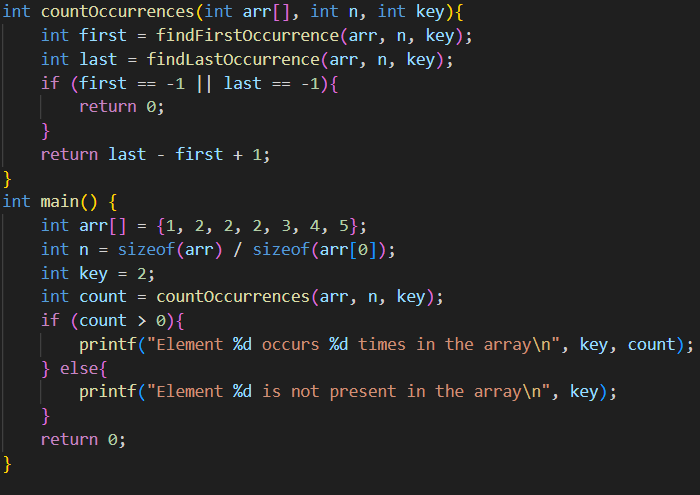 int countOccurrences(int arr[], int n, int key){
    int first = findFirstOccurrence(arr, n, key);
    int last = findLastOccurrence(arr, n, key);
    if (first == -1 || last == -1){
        return 0;
    }
    return last - first + 1;
}
int main() {
    int arr[] = {1, 2, 2, 2, 3, 4, 5};
    int n = sizeof(arr) / sizeof(arr[0]);
    int key = 2;
    int count = countOccurrences(arr, n, key);
    if (count > 0){
        printf("Element %d occurs %d times in the array\n", key, count);
    } else{
        printf("Element %d is not present in the array\n", key);
    }
    return 0;
}